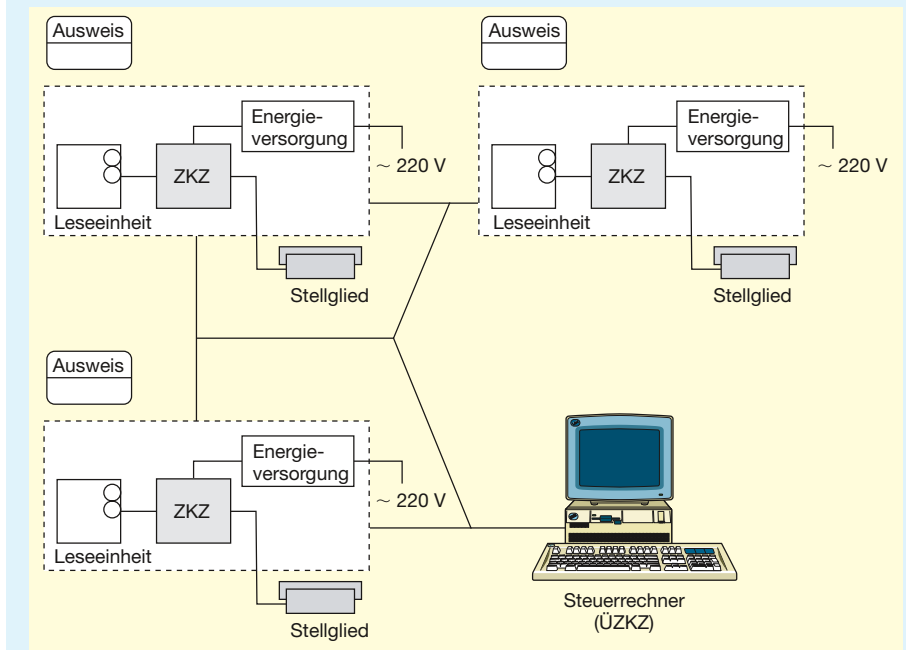 Ausweis
Energie-
versorgung
ZKZ
~ 220 V
Leseeinheit
Stellglied
Ausweis
Energie-
versorgung
ZKZ
~ 220 V
Leseeinheit
Stellglied
Ausweis
Energie-
versorgung
ZKZ
~ 220 V
Leseeinheit
Stellglied
Steuerrechner
(ÜZKZ)